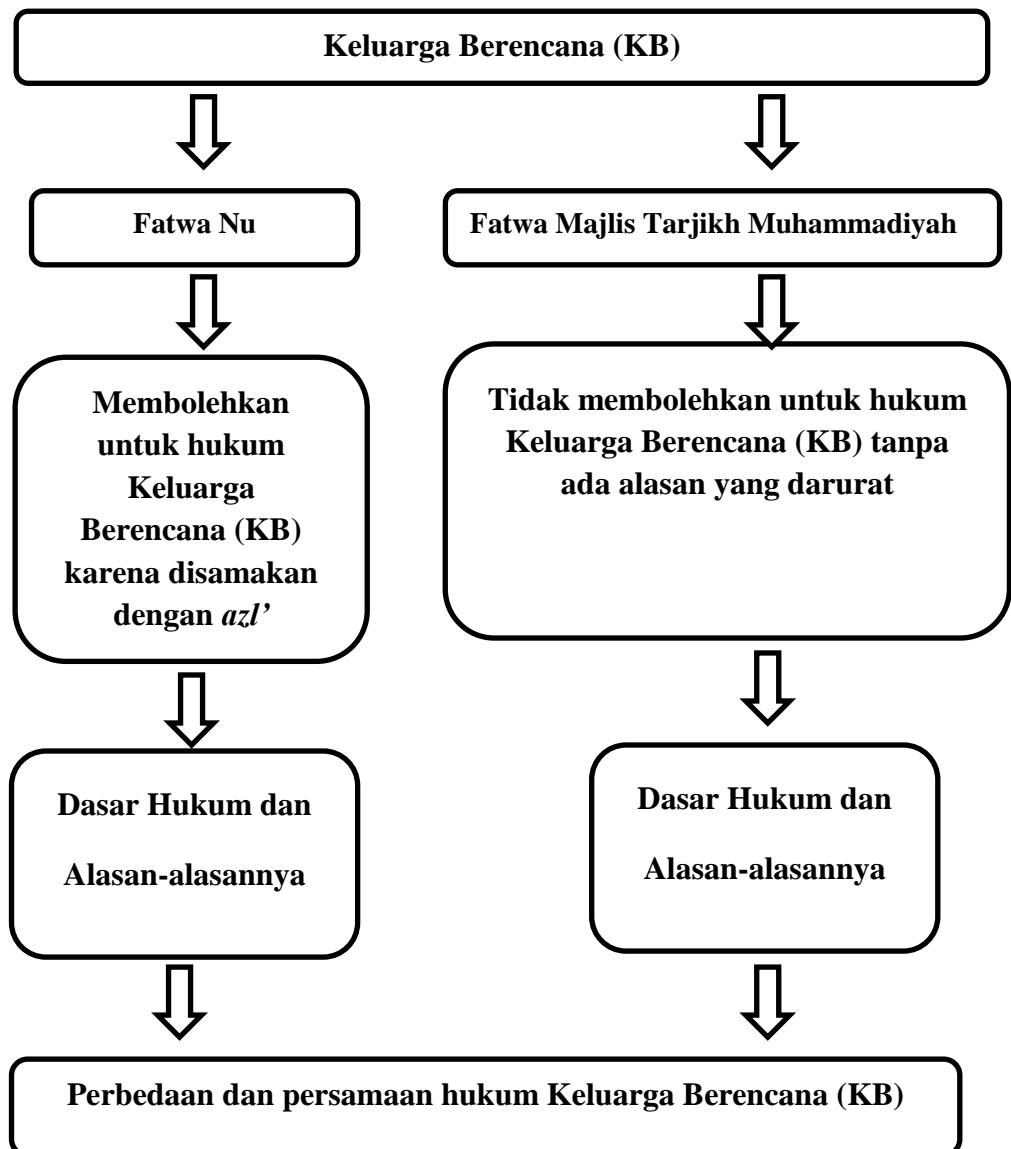 Keluarga Berencana (KB)
Fatwa Nu
Fatwa Majlis Tarjikh Muhammadiyah
Membolehkan
untuk hukum
Keluarga
Berencana (KB)
karena disamakan
dengan azl’
Tidak membolehkan untuk hukum
Keluarga Berencana (KB) tanpa
ada alasan yang darurat
Dasar Hukum dan
Alasan-alasannya
Dasar Hukum dan
Alasan-alasannya
Perbedaan dan persamaan hukum Keluarga Berencana (KB)